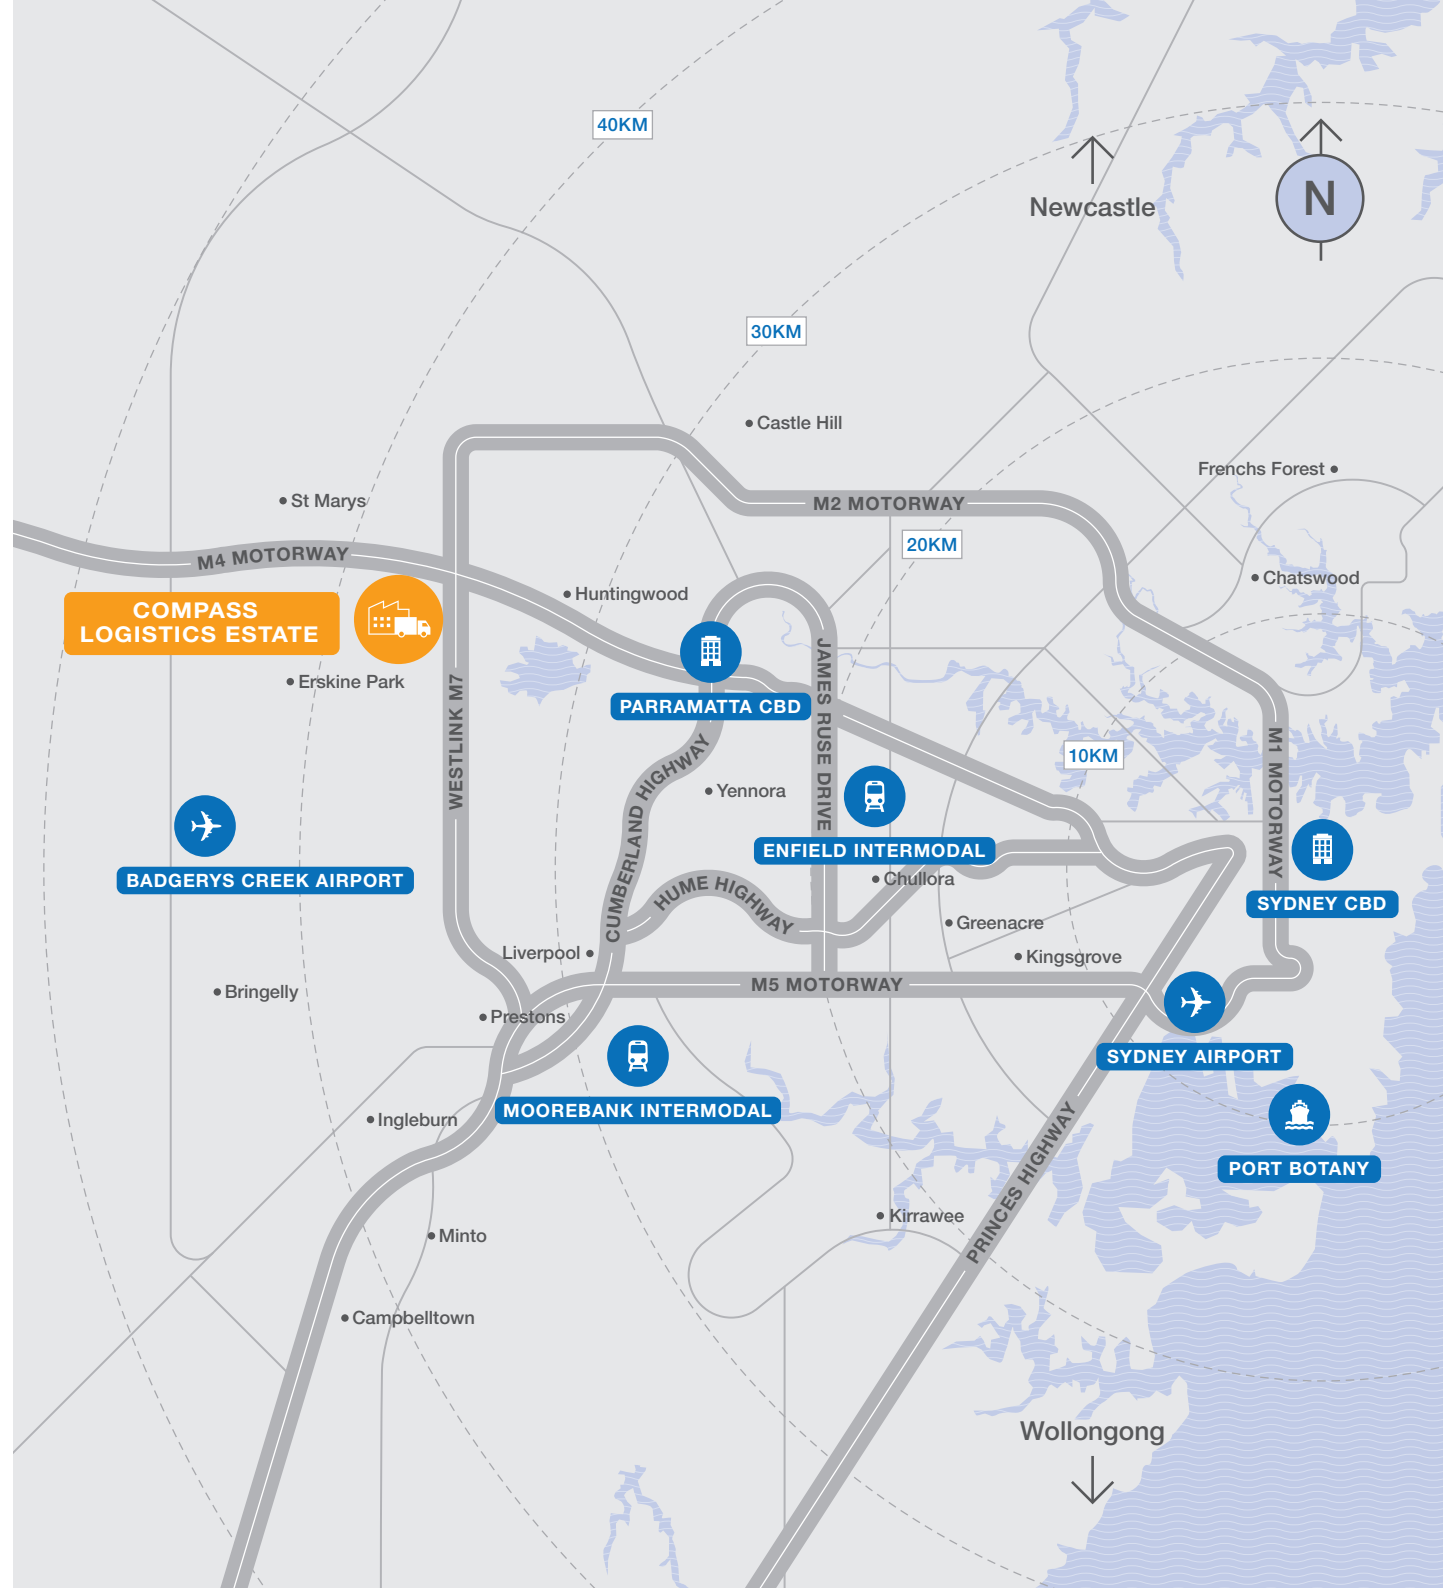 40KM
N
Newcastle
30KM
Castle Hill
Frenchs Forest
St Marys
M2 MOTORWAY
20KM
M4 MOTORWAY
Chatswood
Huntingwood
COMPASS
LOGISTICS ESTATE
Erskine Park
PARRAMATTA CBD
JAMES RUSE DRIVE
WESTLINK M7
CUMBERLAND HIGHWAY
10KM
M1 MOTORWAY
Yennora
ENFIELD INTERMODAL
BADGERYS CREEK AIRPORT
Chullora
HUME HIGHWAY
SYDNEY CBD
Greenacre
Liverpool
Kingsgrove
M5 MOTORWAY
Bringelly
Prestons
SYDNEY AIRPORT
MOOREBANK INTERMODAL
Ingleburn
PRINCES HIGHWAY
PORT BOTANY
Kirrawee
Minto
Campbelltown
Wollongong